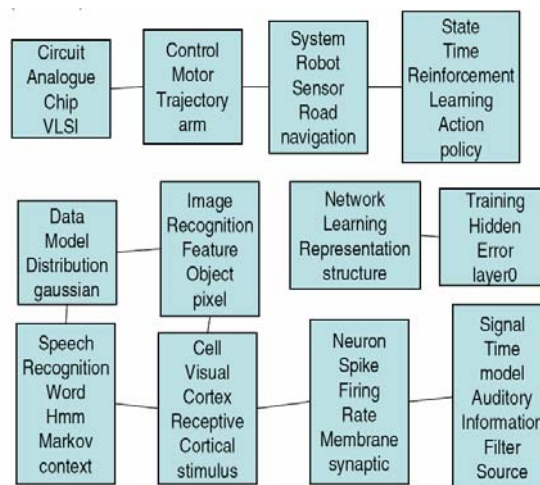 Circuit
Analogue
Chip
VLSI
Control
Motor
Trajectory
arm
System
Robot
Sensor
Road
navigation
State
Time
Reinforcement
Learning
Action
policy
Data
Model
Distribution
gaussian
Image
Recognition
Feature
Object
pixel
Network
Learning
Representation
structure
Training
Hidden
Error
layer0
Speech
Recognition
Word
Hmm
Markov
context
Cell
Visual
Cortex
Receptive
Cortical
stimulus
Neuron
Spike
Firing
Rate
Membrane
synaptic
Signal
Time
model
Auditory
Information
Filter
Source